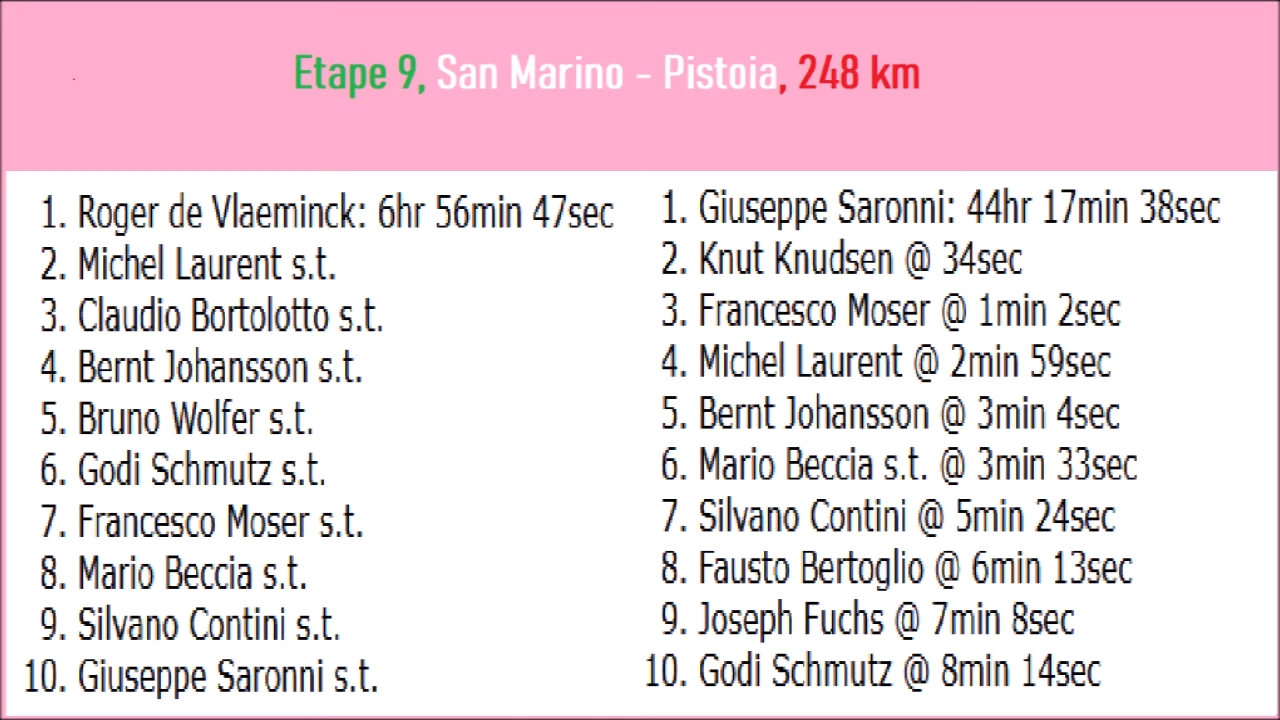 Etape 9, San Marino - Pistoia, 248 km
1. Roger de Vlaeminck: 6hr 56min 47sec
2. Michel Laurent s.t.
3. Claudio Bortolotto s.t.
4. Bernt Johansson s.t.
5. Bruno Wolfer s.t.
6. Godi Schmutz s.t.
7. Francesco Moser s.t.
8. Mario Beccia s.t.
9. Silvano Contini s.t.
10. Giuseppe Saronni s.t.
1. Giuseppe Saronni: 44hr 17min 38sec
2. Knut Knudsen @ 34sec
3. Francesco Moser @ 1min 2sec
4. Michel Laurent @ 2min 59sec
5. Bernt Johansson @ 3min 4sec
6. Mario Beccia s.t. @ 3min 33sec
7. Silvano Contini @ 5min 24sec
8. Fausto Bertoglio @ 6min 13sec
9. Joseph Fuchs @ 7min 8sec
10. Godi Schmutz @ 8min 14sec